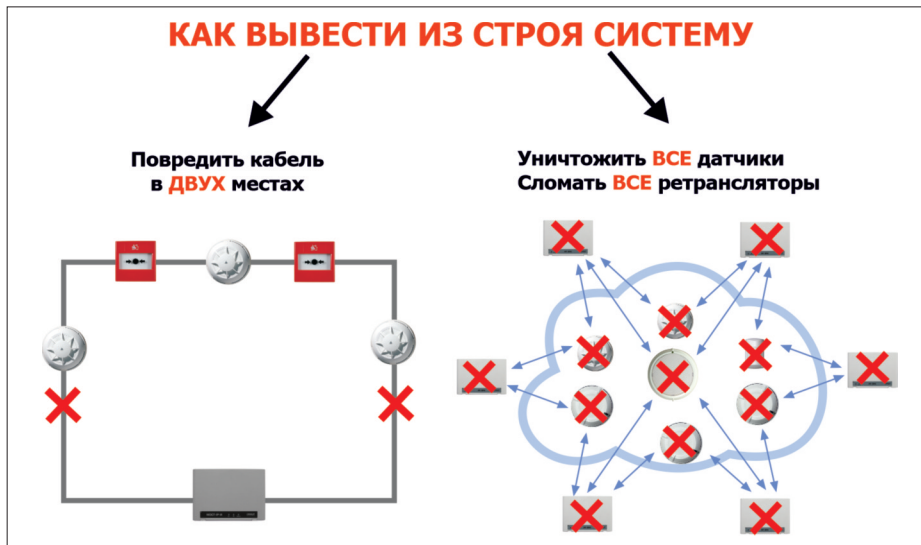 КАК ВЫВЕСТИ ИЗ СТРОЯ СИСТЕМУ
Повредить кабель
в ДВУХ местах
Уничтожить ВСЕ датчики
Сломать ВСЕ ретрансляторы